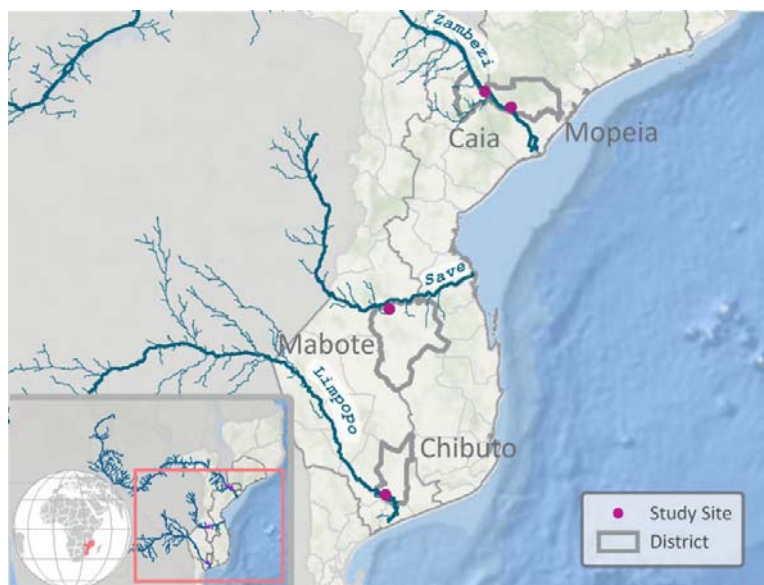 Zambezi
Caia
Mopeia
Save
Mabote
Limpopo
Chibuto
Study Site
District